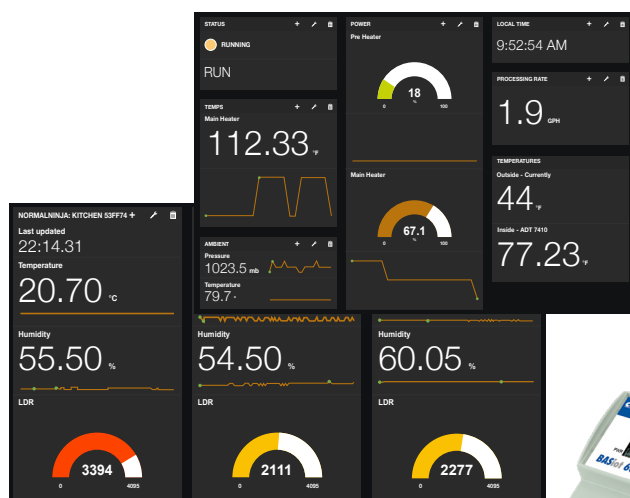 STATUS
RUNNING
RUN
TEMPS
Main Heater
112.33 °F
AMBIENT
Pressure
1023.5 mb
Temperature
79.7 °
POWER
Pre Heater
18
%
0 100
Main Heater
67.1
%
0 100
LOCAL TIME
9:52:54 AM
PROCESSING RATE
1.9 GPH
TEMPERATURES
Outside - Currently
44 °F
Inside - ADT 7410
77.23 °F
NORMALNINJA: KITCHEN 53FF74
Last updated
22:14.31
Temperature
20.70 °C
Humidity
55.50 %
LDR
3394
0 4095
Humidity
54.50 %
LDR
2111
0 4095
Humidity
60.05 %
LDR
2277
0 4095
BASiot